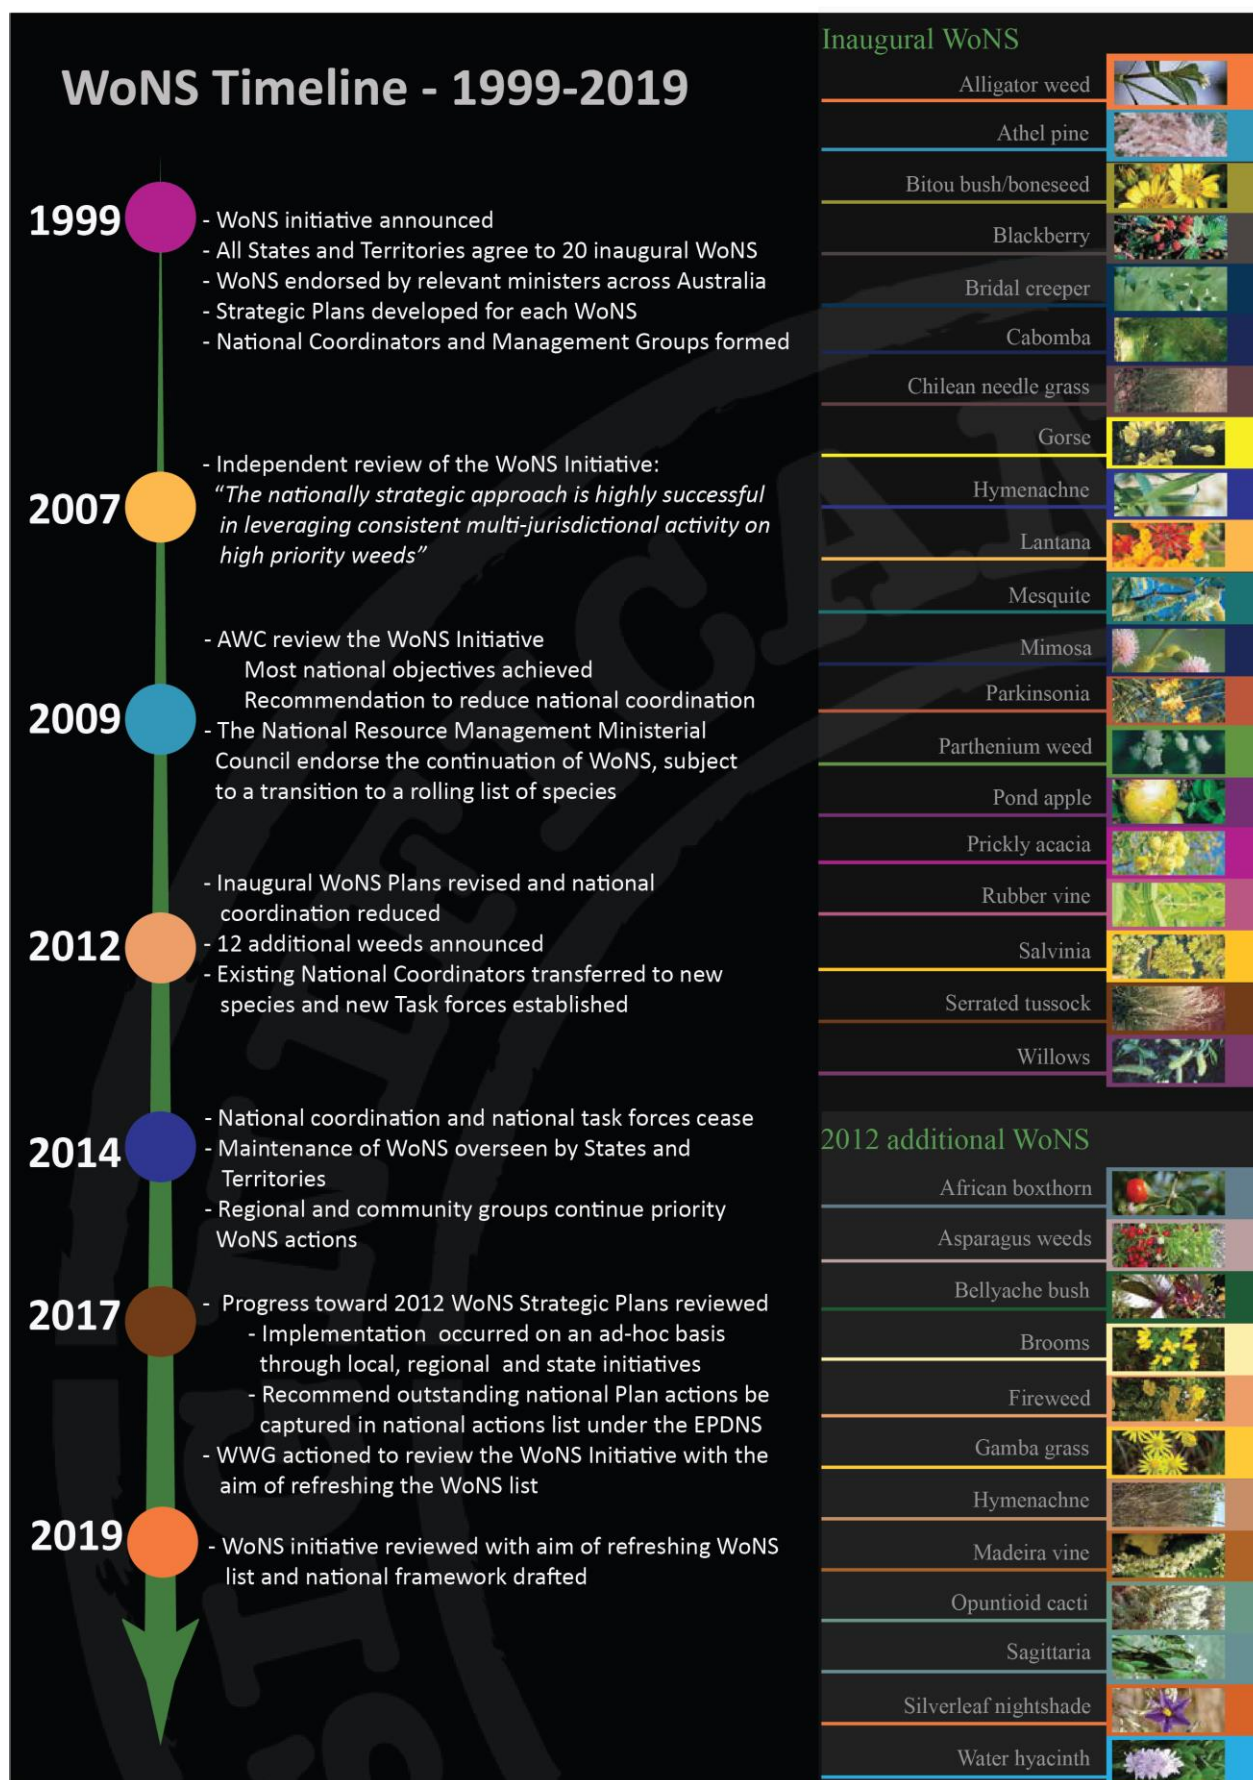 WoNS Timeline - 1999-2019
1999
- WoNS initiative announced
- All States and Territories agree to 20 inaugural WoNS
- WoNS endorsed by relevant ministers across Australia
- Strategic Plans developed for each WoNS
- National Coordinators and Management Groups formed
2007
- Independent review of the WoNS Initiative:
“The nationally strategic approach is highly successful
in leveraging consistent multi-jurisdictional activity on
high priority weeds”
2009
- AWC review the WoNS Initiative
Most national objectives achieved
Recommendation to reduce national coordination
- The National Resource Management Ministerial
Council endorse the continuation of WoNS, subject
to a transition to a rolling list of species
2012
- Inaugural WoNS Plans revised and national
coordination reduced
- 12 additional weeds announced
- Existing National Coordinators transferred to new
species and new Task forces established
2014
- National coordination and national task forces cease
- Maintenance of WoNS overseen by States and
Territories
- Regional and community groups continue priority
WoNS actions
2017
- Progress toward 2012 WoNS Strategic Plans reviewed
- Implementation occurred on an ad-hoc basis
through local, regional and state initiatives
- Recommend outstanding national Plan actions be
captured in national actions list under the EPDNS
- WWG actioned to review the WoNS Initiative with the
aim of refreshing the WoNS list
2019
- WoNS initiative reviewed with aim of refreshing WoNS
list and national framework drafted
Inaugural WoNS
Alligator weed
Athel pine
Bitou bush/boneseed
Blackberry
Bridal creeper
Cabomba
Chilean needle grass
Gorse
Hymenachne
Lantana
Mesquite
Mimosa
Parkinsonia
Parthenium weed
Pond apple
Prickly acacia
Rubber vine
Salvinia
Serrated tussock
Willows
2012 additional WoNS
African boxthorn
Asparagus weeds
Bellyache bush
Brooms
Fireweed
Gamba grass
Hymenachne
Madeira vine
Opuntioid cacti
Sagittaria
Silverleaf nightshade
Water hyacinth